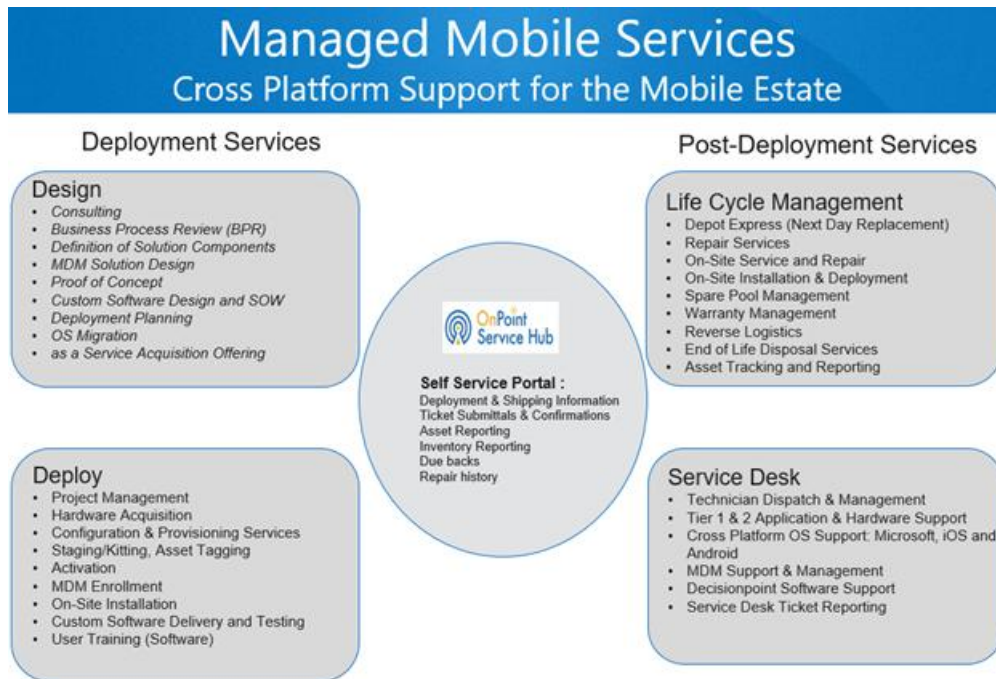 Managed Mobile Services
Cross Platform Support for the Mobile Estate
Deployment Services
Design
• Consulting
• Business Process Review (BPR)
• Definition of Solution Components
• MDM Solution Design
• Proof of Concept
• Custom Software Design and SOW
• Deployment Planning
• OS Migration
• as a Service Acquisition Offering
Deploy
• Project Management
• Hardware Acquisition
• Configuration & Provisioning Services
• Staging/Kitting, Asset Tagging
• Activation
• MDM Enrollment
• On-Site Installation
• Custom Software Delivery and Testing
• User Training (Software)
OnPoint
Service Hub
Self Service Portal :
Deployment & Shipping Information
Ticket Submittals & Confirmations
Asset Reporting
Inventory Reporting
Due backs
Repair history
Post-Deployment Services
Life Cycle Management
• Depot Express (Next Day Replacement)
• Repair Services
• On-Site Service and Repair
• On-Site Installation & Deployment
• Spare Pool Management
• Warranty Management
• Reverse Logistics
• End of Life Disposal Services
• Asset Tracking and Reporting
Service Desk
• Technician Dispatch & Management
• Tier 1 & 2 Application & Hardware Support
• Cross Platform OS Support: Microsoft, iOS and
Android
• MDM Support & Management
• Decisionpoint Software Support
• Service Desk Ticket Reporting